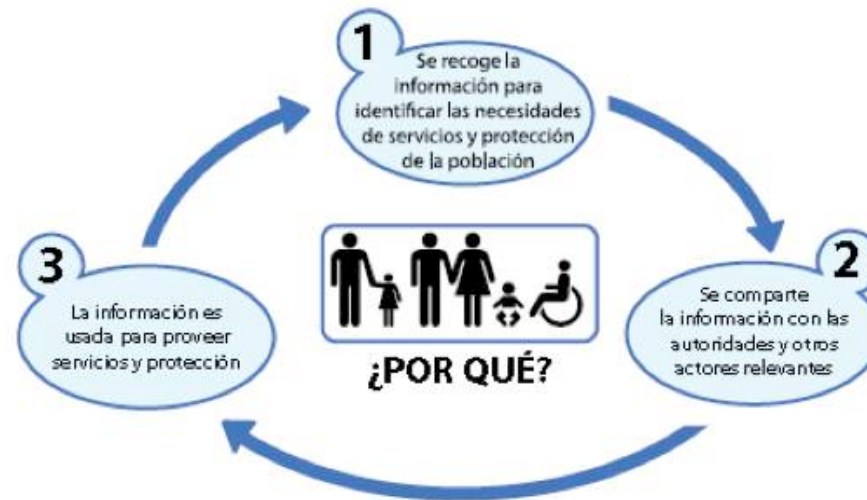 1
Se recoge la
información para
identificar las necesidades
de servicios y protección
de la población
2
Se comparte
la información con las
autoridades y otros
actores relevantes
3
La información es
usada para proveer
servicios y protección
¿POR QUÉ?